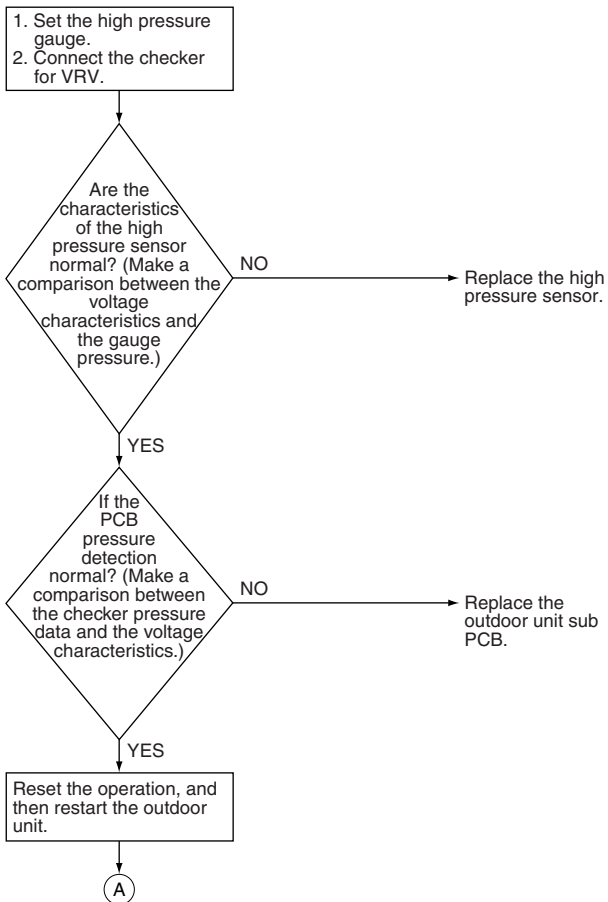 1. Set the high pressure
gauge.
2. Connect the checker
for VRV.
Are the
characteristics
of the high
pressure sensor
normal? (Make a
comparison between the
voltage
characteristics and
the gauge
pressure.)
NO
Replace the high
pressure sensor.
YES
If the
PCB
pressure
detection
normal? (Make a
comparison between
the checker pressure
data and the voltage
characteristics.)
NO
Replace the
outdoor unit sub
PCB.
YES
Reset the operation, and
then restart the outdoor
unit.
A